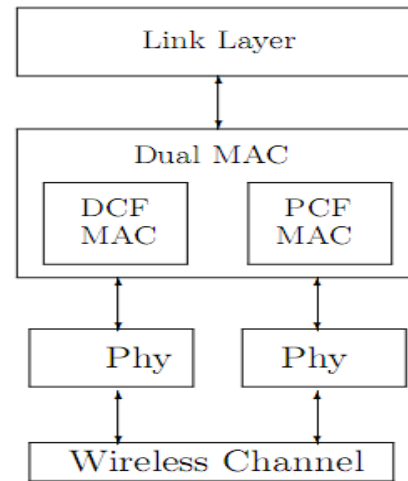 Link Layer
Dual MAC
DCF
MAC
PCF
MAC
Phy
Phy
Wireless Channel